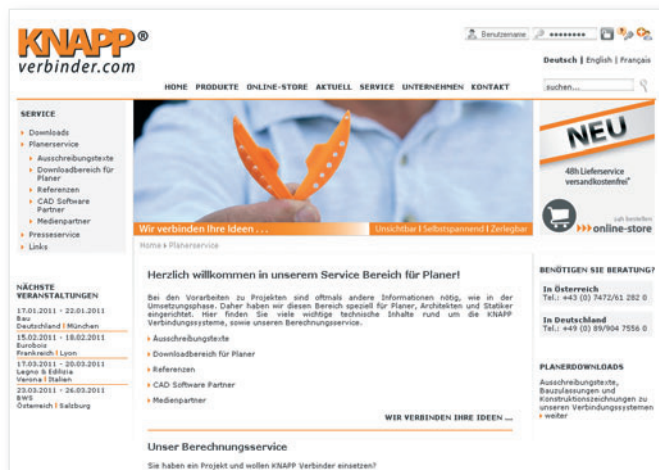 KNAPP®
verbinder.com
Benutzername
••••••••
Deutsch | English | Français
HOME PRODUKTE ONLINE-STORE AKTUELL SERVICE UNTERNEHMEN KONTAKT
suchen...
SERVICE
Downloads
Planerservice
Ausschreibungstexte
Downloadbereich für
Planer
Referenzen
CAD Software
Partner
Medienpartner
Presseservice
Links
NÄCHSTE
VERANSTALTUNGEN
17.01.2011 - 22.01.2011
Bau
Deutschland | München
15.02.2011 - 18.02.2011
Eurobois
Frankreich | Lyon
17.03.2011 - 20.03.2011
Legno & Edilizia
Verona | Italien
23.03.2011 - 26.03.2011
BWS
Österreich | Salzburg
Wir verbinden Ihre Ideen ...
Unsichtbar | Selbstspannend | Zerlegbar
Home › Planerservice
Herzlich willkommen in unserem Service Bereich für Planer!
Bei den Vorarbeiten zu Projekten sind oftmals andere Informationen nötig, wie in der
Umsetzungsphase. Daher haben wir diesen Bereich speziell für Planer, Architekten und Statiker
eingerichtet. Hier finden Sie viele wichtige technische Inhalte rund um die KNAPP
Verbindungssysteme, sowie unseren Berechnungsservice.
Ausschreibungstexte
Downloadbereich für Planer
Referenzen
CAD Software Partner
Medienpartner
WIR VERBINDEN IHRE IDEEN ...
Unser Berechnungsservice
Sie haben ein Projekt und wollen KNAPP Verbinder einsetzen?
NEU
48h Lieferservice
versandkostenfrei*
online-store
BENÖTIGEN SIE BERATUNG?
In Österreich
Tel.: +43 (0) 7472/61 282 0
In Deutschland
Tel.: +49 (0) 89/904 7556 0
PLANERDOWNLOADS
Ausschreibungstexte,
Bauzulassungen und
Konstruktionszeichnungen zu
unseren Verbindungssystemen
weiter